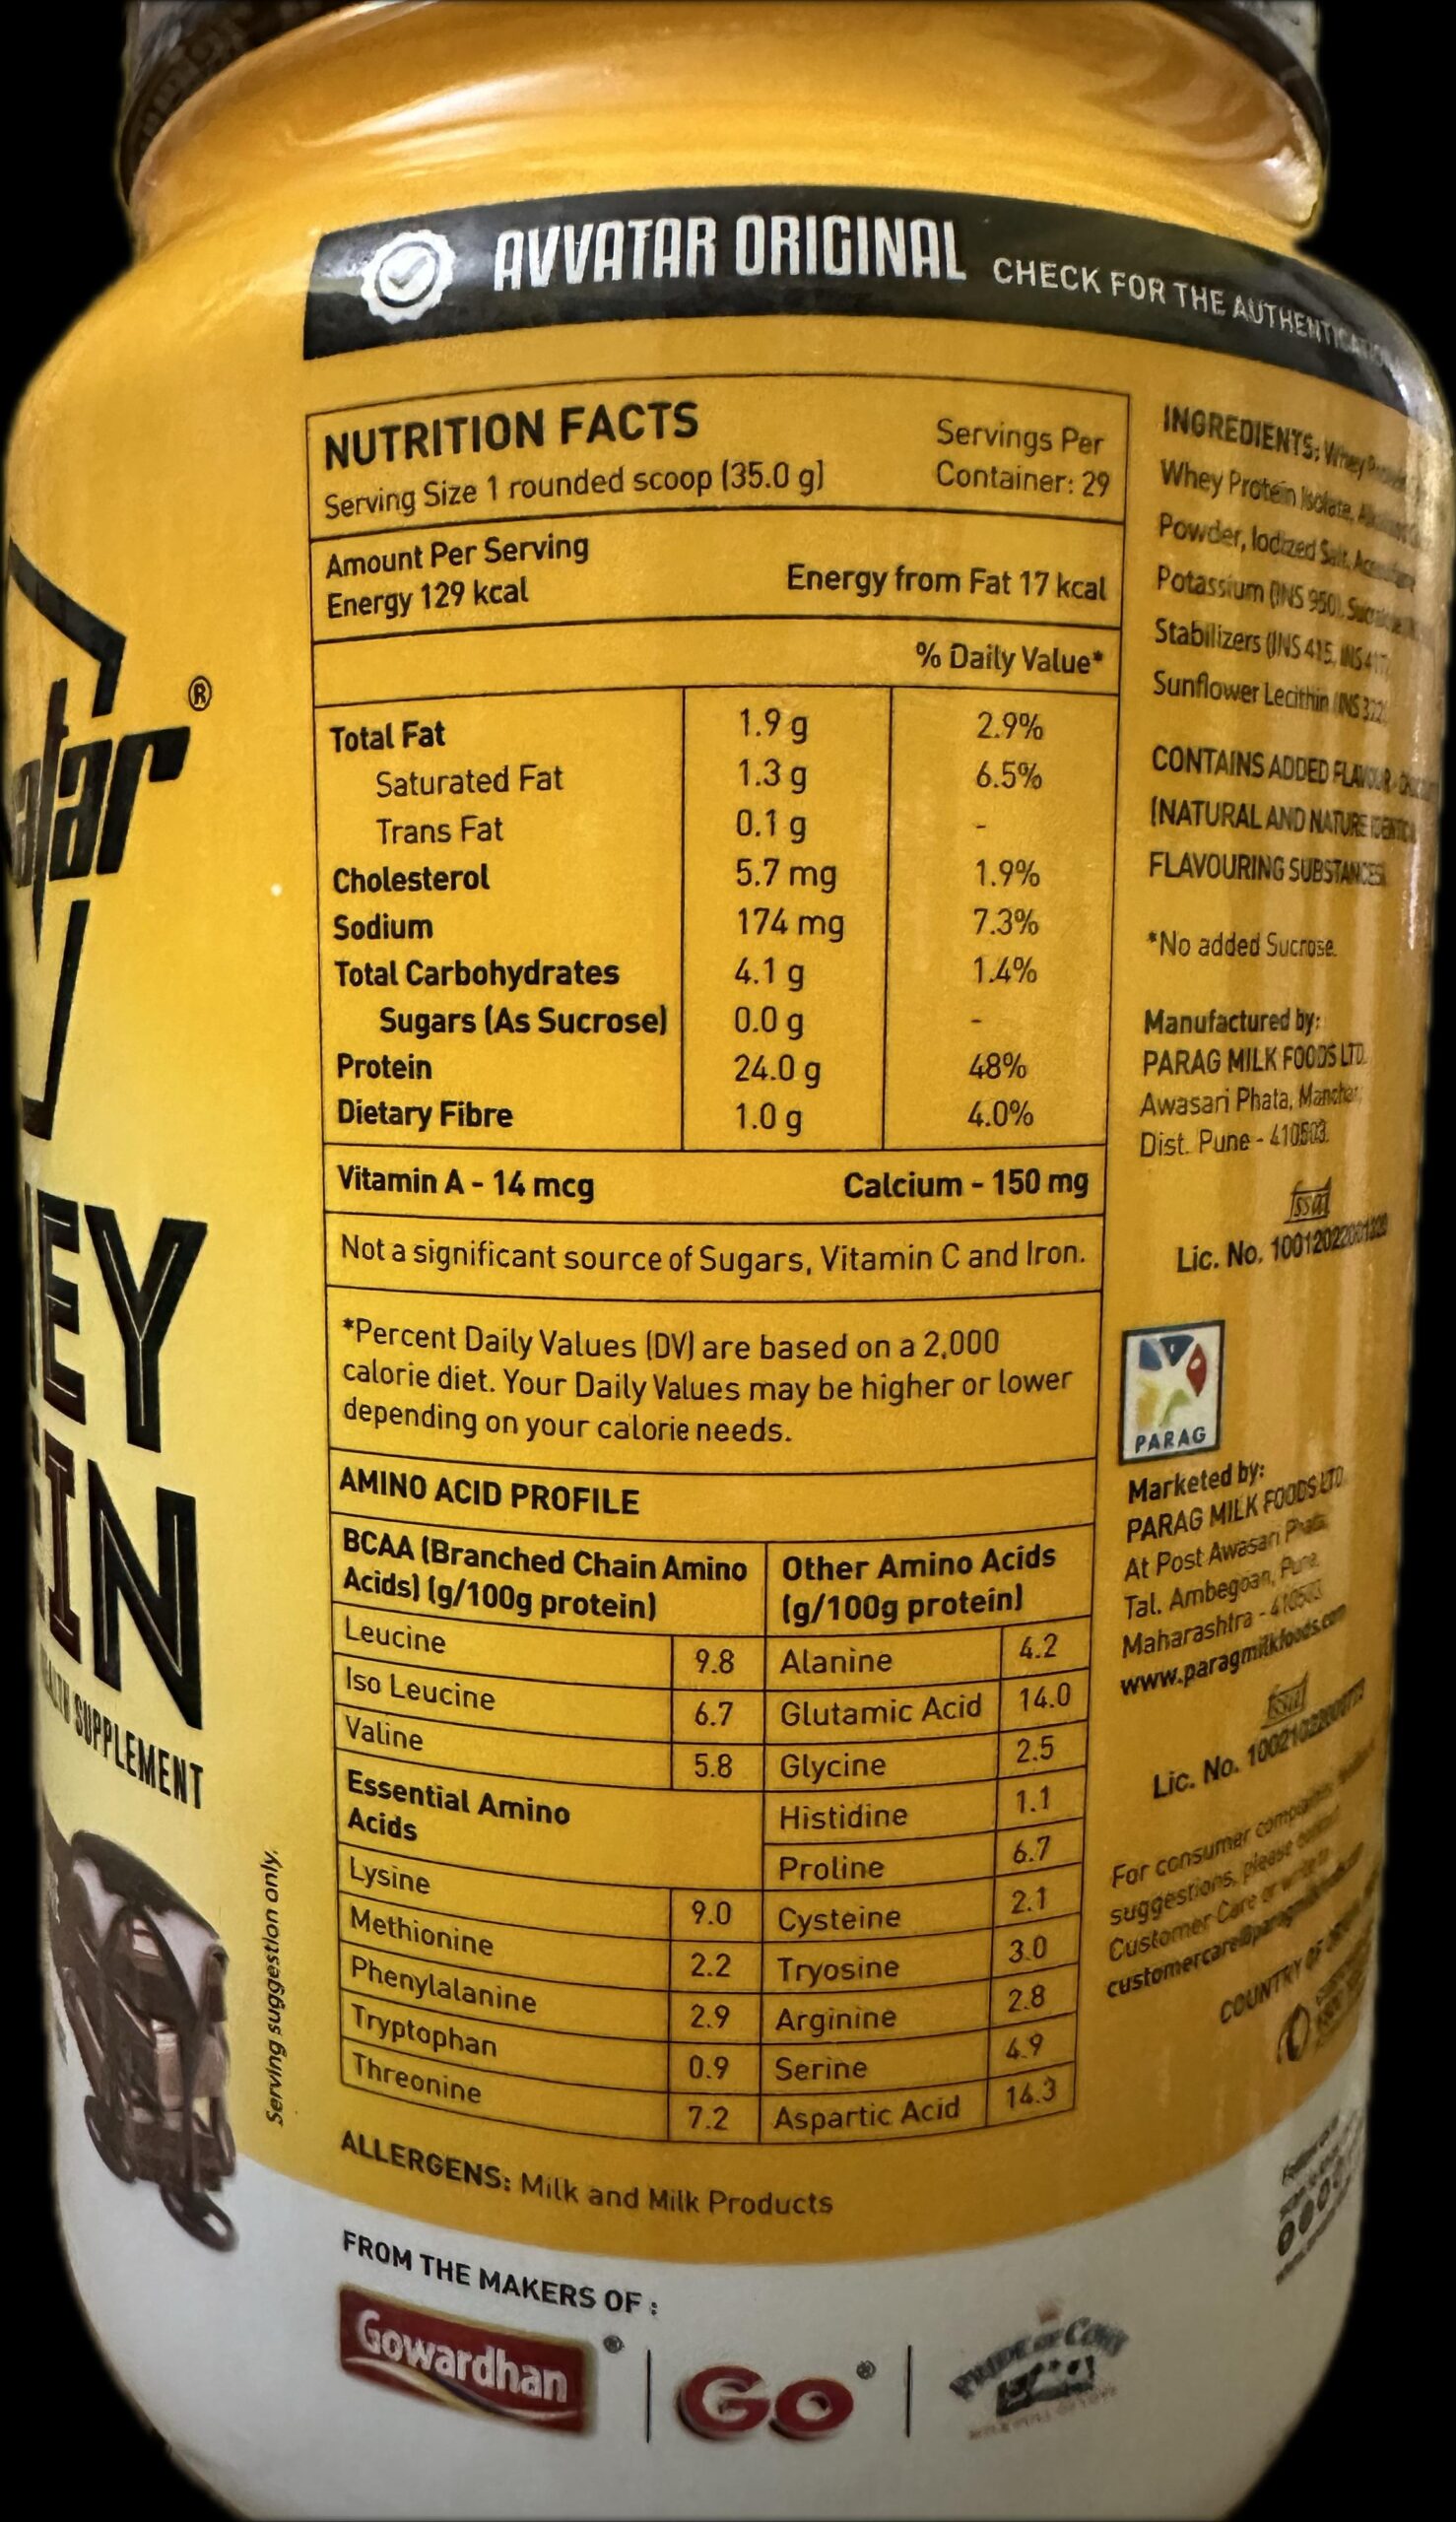 AVVATAR ORIGINAL CHECK FOR THE
NUTRITION FACTS
Serving Size 1 rounded scoop (35.0 g)
Servings Per
Container: 29
Amount Per Serving
Energy 129 kcal
Energy from Fat 17 kcal
% Daily Value*
Total Fat 1.9 g 2.9%
Saturated Fat 1.3 g 6.5%
Trans Fat 0.1 g -
Cholesterol 5.7 mg 1.9%
Sodium 174 mg 7.3%
Total Carbohydrates 4.1 g 1.4%
Sugars (As Sucrose) 0.0 g -
Protein 24.0 g 48%
Dietary Fibre 1.0 g 4.0%
Vitamin A - 14 mcg Calcium - 150 mg
Not a significant source of Sugars, Vitamin C and Iron.
*Percent Daily Values (DV) are based on a 2,000
calorie diet. Your Daily Values may be higher or lower
depending on your calorie needs.
AMINO ACID PROFILE
BCAA (Branched Chain Amino
Acids) (g/100g protein)
Leucine 9.8
Iso Leucine 6.7
Valine 5.8
Essential Amino
Acids
Lysine 9.0
Methionine 2.2
Phenylalanine 2.9
Tryptophan 0.9
Threonine 7.2
Other Amino Acids
(g/100g protein)
Alanine 4.2
Glutamic Acid 14.0
Glycine 2.5
Histidine 1.1
Proline 6.7
Cysteine 2.1
Tryosine 3.0
Arginine 2.8
Serine 4.9
Aspartic Acid 14.3
ALLERGENS: Milk and Milk Products
FROM THE MAKERS OF :
Gowardhan®
GO®
INGREDIENTS: Whey
Whey Protein Isolate,
Powder, Iodized Salt,
Potassium (INS 950),
Stabilizers (INS 415,
Sunflower Lecithin (INS 322)
CONTAINS ADDED FLAVOUR -
(NATURAL AND NATURE
FLAVOURING SUBSTANCES)
*No added Sucrose.
Manufactured by:
PARAG MILK FOODS LTD.
Awasari Phata, Manchar,
Dist. Pune - 410503.
fssai
Lic. No.
PARAG
Marketed by:
PARAG MILK FOODS LTD.
At Post Awasari Phata
Tal. Ambegoan, Pune.
Maharashtra - 410503
www.paragmilkfoods.com
fssai
Lic. No.
For consumer
suggestions, please
Customer Care or write
COUNTRY OF
®
SUPPLEMENT
Serving suggestion only.